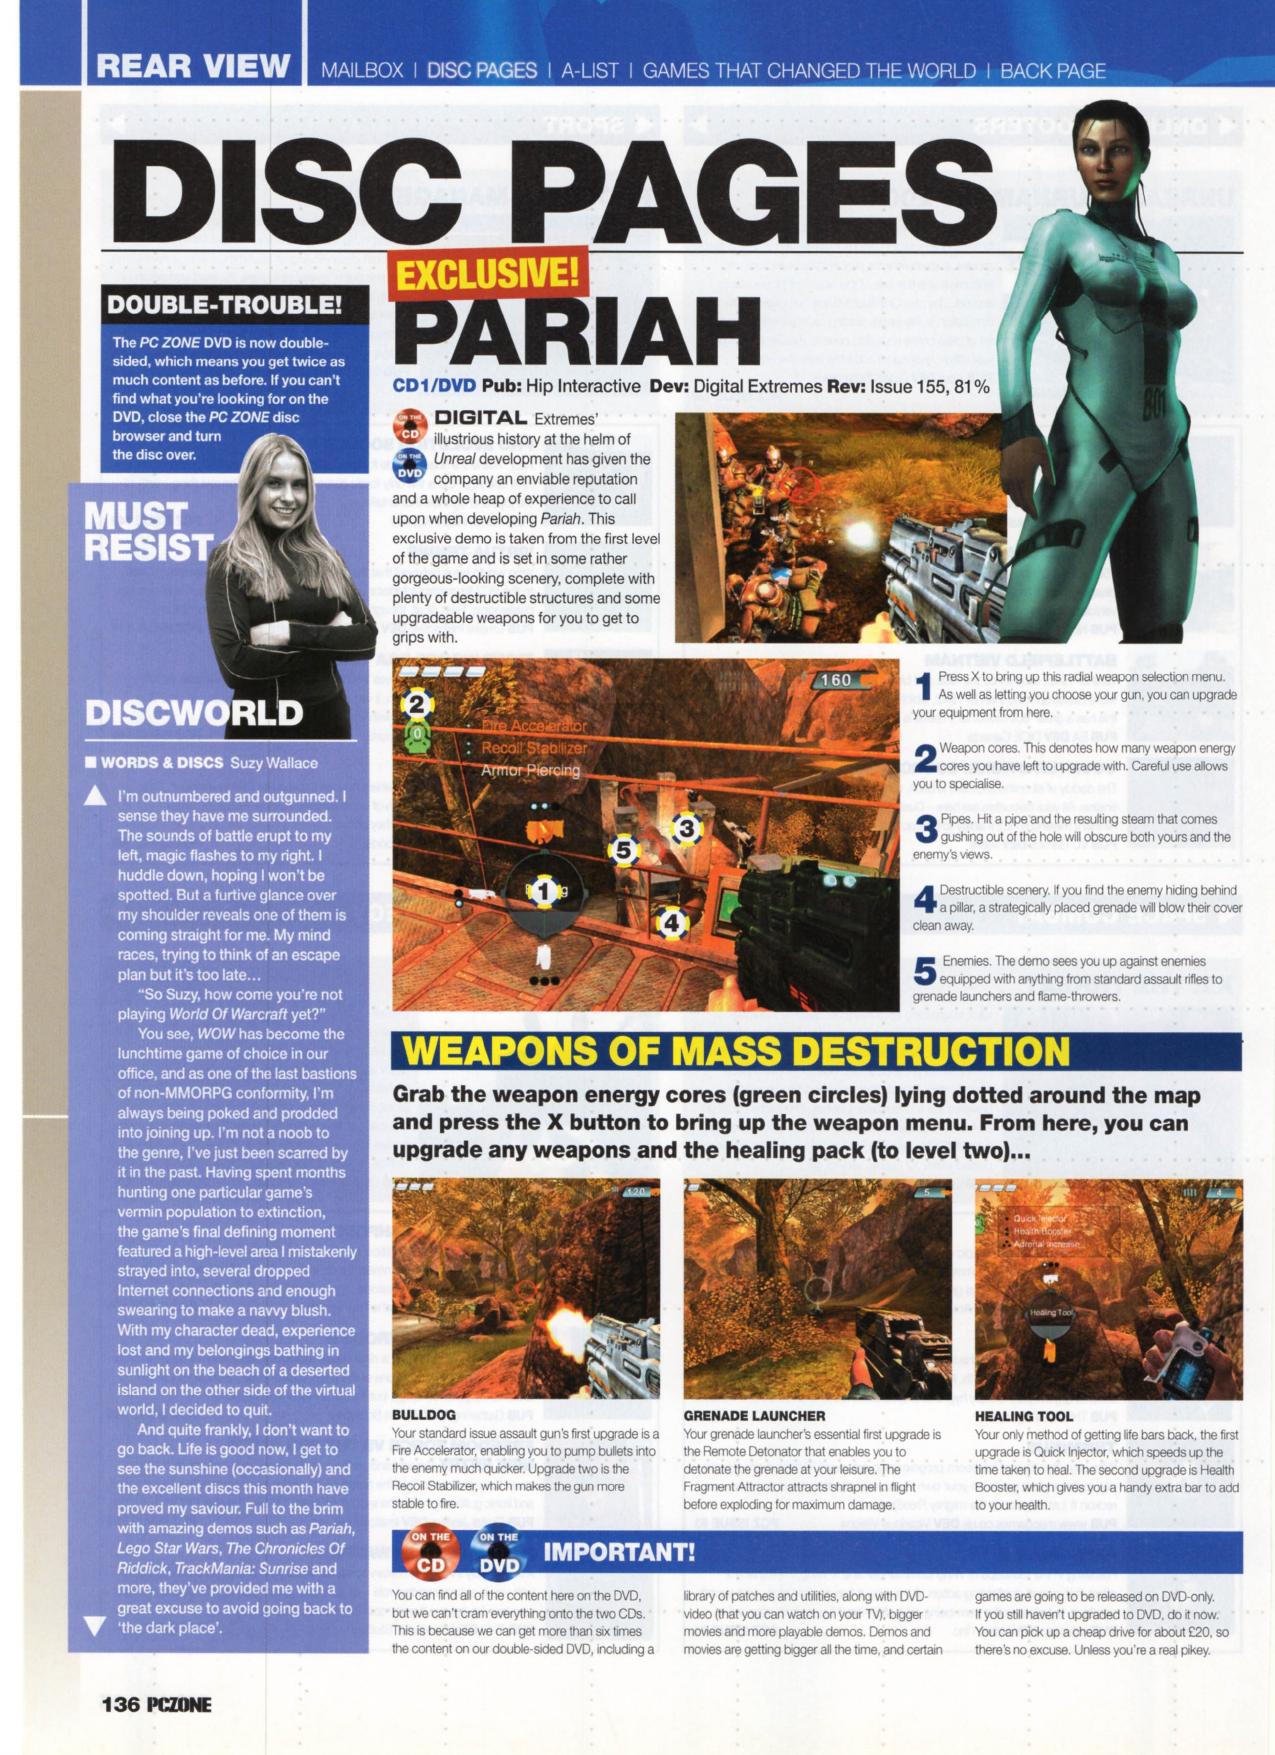 REAR VIEW
MAILBOX | DISC PAGES | A-LIST | GAMES THAT CHANGED THE WORLD | BACK PAGE
DISC PAGES
DOUBLE-TROUBLE!
The PC ZONE DVD is now double-
sided, which means you get twice as
much content as before. If you can't
find what you're looking for on the
DVD, close the PC ZONE disc
browser and turn
the disc over.
MUST
RESIST
DISCWORLD
■ WORDS & DISCS Suzy Wallace
I'm outnumbered and outgunned. I
sense they have me surrounded.
The sounds of battle erupt to my
left, magic flashes to my right. I
huddle down, hoping I won't be
spotted. But a furtive glance over
my shoulder reveals one of them is
coming straight for me. My mind
races, trying to think of an escape
plan but it's too late...
"So Suzy, how come you're not
playing World Of Warcraft yet?"
You see, WOW has become the
lunchtime game of choice in our
office, and as one of the last bastions
of non-MMORPG conformity, I'm
always being poked and prodded
into joining up. I'm not a noob to
the genre, I've just been scarred by
it in the past. Having spent months
hunting one particular game's
vermin population to extinction,
the game's final defining moment
featured a high-level area I mistakenly
strayed into, several dropped
Internet connections and enough
swearing to make a navvy blush.
With my character dead, experience
lost and my belongings bathing in
sunlight on the beach of a deserted
island on the other side of the virtual
world, I decided to quit.
And quite frankly, I don't want to
go back. Life is good now, I get to
see the sunshine (occasionally) and
the excellent discs this month have
proved my saviour. Full to the brim
with amazing demos such as Pariah,
Lego Star Wars, The Chronicles Of
Riddick, TrackMania: Sunrise and
more, they've provided me with a
great excuse to avoid going back to
'the dark place'.
EXCLUSIVE!
PARIAH
CD1/DVD Pub: Hip Interactive Dev: Digital Extremes Rev: Issue 155, 81%
ON THE
CD
ON THE
DVD
DIGITAL Extremes'
illustrious history at the helm of
Unreal development has given the
company an enviable reputation
and a whole heap of experience to call
upon when developing Pariah. This
exclusive demo is taken from the first level
of the game and is set in some rather
gorgeous-looking scenery, complete with
plenty of destructible structures and some
upgradeable weapons for you to get to
grips with.
801
160
2
0
Fire Accelerator
Recoil Stabilizer
Armor Piercing
3
5
1
4
1 Press X to bring up this radial weapon selection menu.
As well as letting you choose your gun, you can upgrade
your equipment from here.
2 Weapon cores. This denotes how many weapon energy
cores you have left to upgrade with. Careful use allows
you to specialise.
3 Pipes. Hit a pipe and the resulting steam that comes
gushing out of the hole will obscure both yours and the
enemy's views.
4 Destructible scenery. If you find the enemy hiding behind
a pillar, a strategically placed grenade will blow their cover
clean away.
5 Enemies. The demo sees you up against enemies
equipped with anything from standard assault rifles to
grenade launchers and flame-throwers.
WEAPONS OF MASS DESTRUCTION
Grab the weapon energy cores (green circles) lying dotted around the map
and press the X button to bring up the weapon menu. From here, you can
upgrade any weapons and the healing pack (to level two)...
120
5
4
Quick Injector
Health Booster
Adrenal Increase
Healing Tool
BULLDOG
Your standard issue assault gun's first upgrade is a
Fire Accelerator, enabling you to pump bullets into
the enemy much quicker. Upgrade two is the
Recoil Stabilizer, which makes the gun more
stable to fire.
GRENADE LAUNCHER
Your grenade launcher's essential first upgrade is
the Remote Detonator that enables you to
detonate the grenade at your leisure. The
Fragment Attractor attracts shrapnel in flight
before exploding for maximum damage.
HEALING TOOL
Your only method of getting life bars back, the first
upgrade is Quick Injector, which speeds up the
time taken to heal. The second upgrade is Health
Booster, which gives you a handy extra bar to add
to your health.
ON THE
CD
ON THE
DVD
IMPORTANT!
You can find all of the content here on the DVD,
but we can't cram everything onto the two CDs.
This is because we can get more than six times
the content on our double-sided DVD, including a
library of patches and utilities, along with DVD-
video (that you can watch on your TV), bigger
movies and more playable demos. Demos and
movies are getting bigger all the time, and certain
games are going to be released on DVD-only.
If you still haven't upgraded to DVD, do it now.
You can pick up a cheap drive for about £20, so
there's no excuse. Unless you're a real pikey.
136 PCZONE